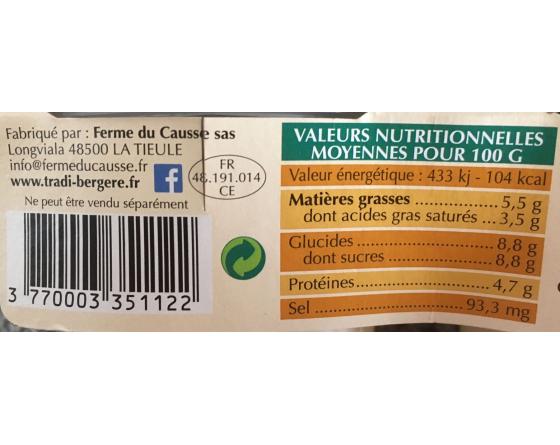 Fabriqué par : Ferme du Causse sas
Longviala 48500 LA TIEULE
info@fermeducausse.fr
www.tradi-bergere.fr
f
FR
48.191.014
CE
Ne peut être vendu séparément
3 770003 351122
VALEURS NUTRITIONNELLES
MOYENNES POUR 100 G
Valeur énergétique : 433 kj - 104 kcal
Matières grasses ................ 5,5 g
dont acides gras saturés ... 3,5 g
Glucides .......................... 8,8 g
dont sucres .................... 8,8 g
Protéines.......................... 4,7 g
Sel .............................. 93,3 mg